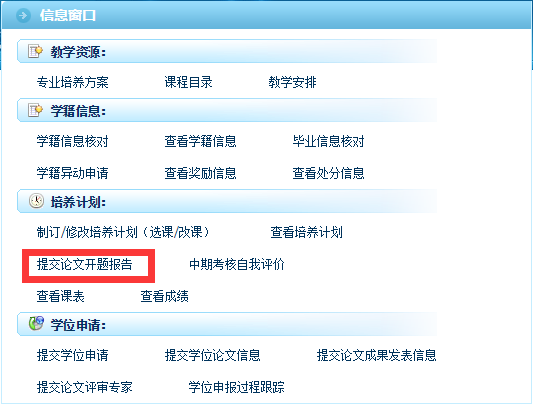 信息窗口
教学资源：
专业培养方案 课程目录 教学安排
学籍信息：
学籍信息核对 查看学籍信息 毕业信息核对
学籍异动申请 查看奖励信息 查看处分信息
培养计划：
制订/修改培养计划（选课/改课） 查看培养计划
提交论文开题报告 中期考核自我评价
查看课表 查看成绩
学位申请：
提交学位申请 提交学位论文信息 提交论文成果发表信息
提交论文评审专家 学位申报过程跟踪